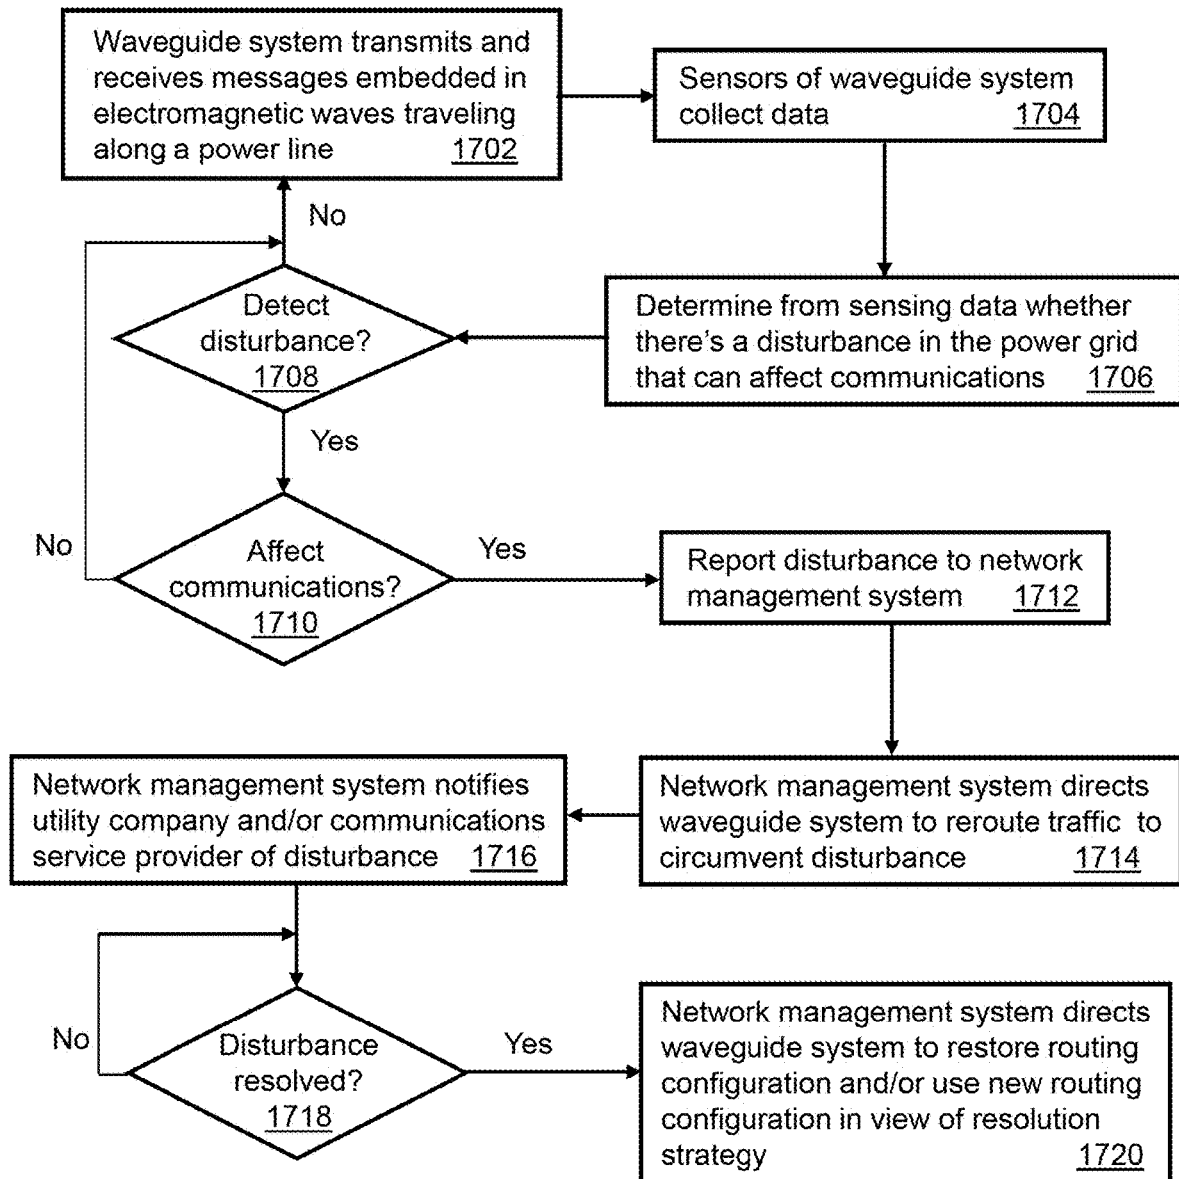 Waveguide system transmits and
receives messages embedded in
electromagnetic waves traveling
along a power line 1702
Sensors of waveguide system
collect data 1704
Determine from sensing data whether
there's a disturbance in the power grid
that can affect communications 1706
No
Detect
disturbance?
1708
Yes
Affect
communications?
1710
No
Yes
Report disturbance to network
management system 1712
Network management system directs
waveguide system to reroute traffic to
circumvent disturbance 1714
Network management system notifies
utility company and/or communications
service provider of disturbance 1716
Disturbance
resolved?
1718
No
Yes
Network management system directs
waveguide system to restore routing
configuration and/or use new routing
configuration in view of resolution
strategy 1720